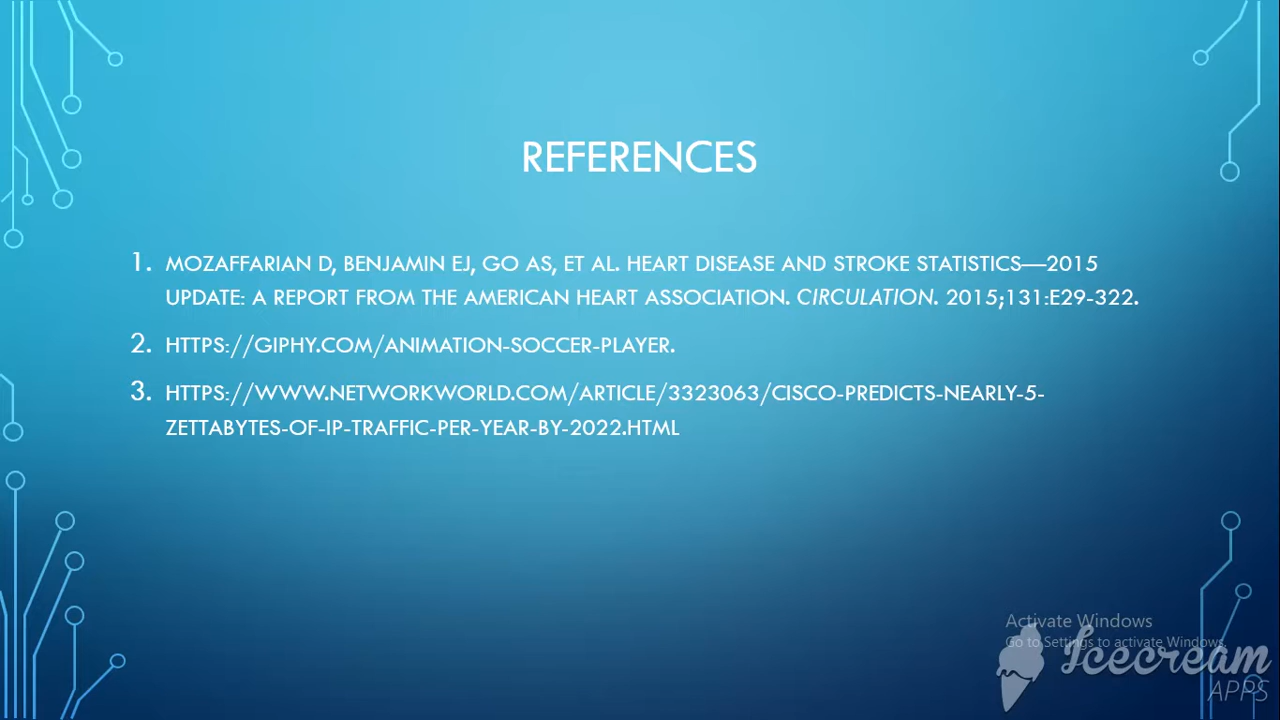 REFERENCES
1. MOZAFFARIAN D, BENJAMIN EJ, GO AS, ET AL. HEART DISEASE AND STROKE STATISTICS—2015
UPDATE: A REPORT FROM THE AMERICAN HEART ASSOCIATION. CIRCULATION. 2015;131:E29-322.
2. HTTPS://GIPHY.COM/ANIMATION-SOCCER-PLAYER.
3. HTTPS://WWW.NETWORKWORLD.COM/ARTICLE/3323063/CISCO-PREDICTS-NEARLY-5-
ZETTABYTES-OF-IP-TRAFFIC-PER-YEAR-BY-2022.HTML
Activate Windows
Go to Settings to activate Windows.
Icecream
APPS